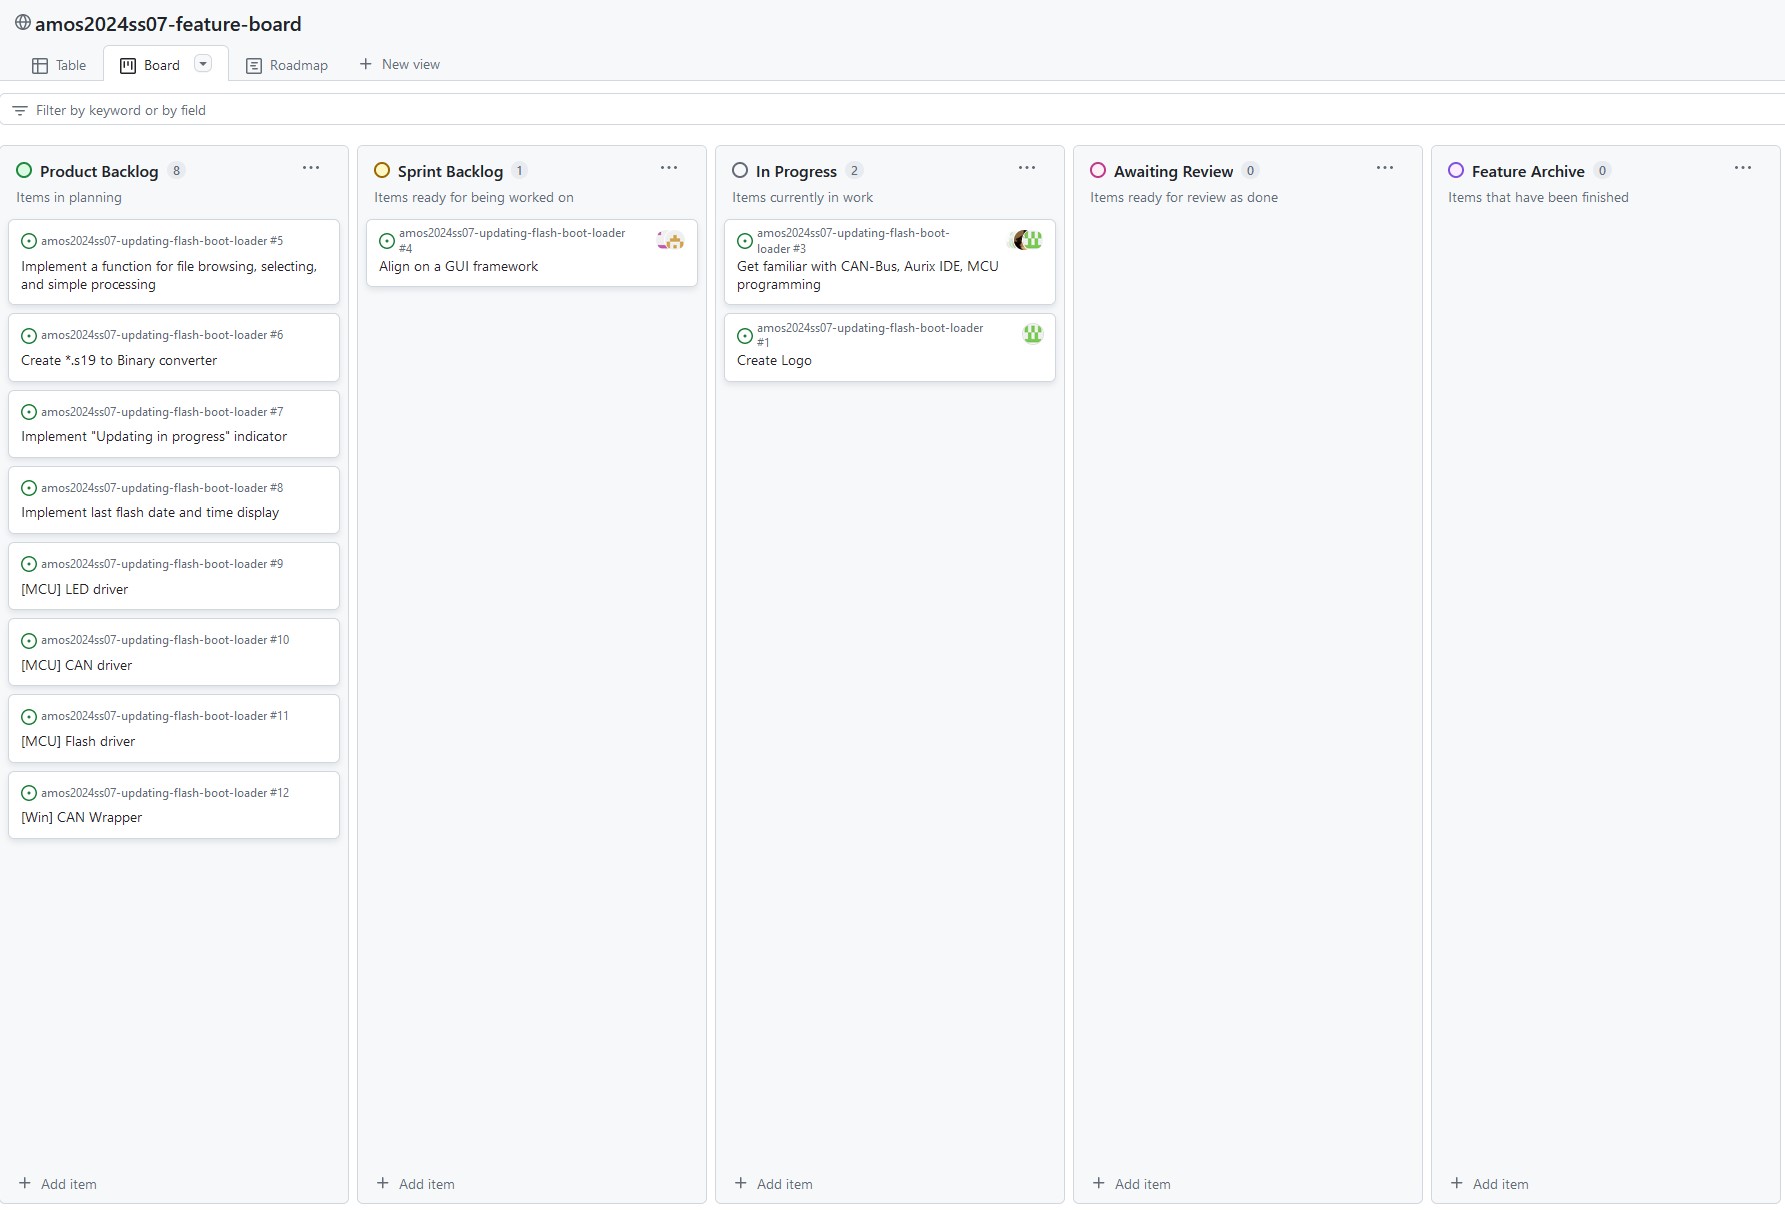 amos2024ss07-feature-board
Table
Board
Roadmap
New view
Filter by keyword or by field
Product Backlog 8
Items in planning
amos2024ss07-updating-flash-boot-loader #5
Implement a function for file browsing, selecting,
and simple processing
amos2024ss07-updating-flash-boot-loader #6
Create *.s19 to Binary converter
amos2024ss07-updating-flash-boot-loader #7
Implement "Updating in progress" indicator
amos2024ss07-updating-flash-boot-loader #8
Implement last flash date and time display
amos2024ss07-updating-flash-boot-loader #9
[MCU] LED driver
amos2024ss07-updating-flash-boot-loader #10
[MCU] CAN driver
amos2024ss07-updating-flash-boot-loader #11
[MCU] Flash driver
amos2024ss07-updating-flash-boot-loader #12
[Win] CAN Wrapper
Add item
Sprint Backlog 1
Items ready for being worked on
amos2024ss07-updating-flash-boot-loader
#4
Align on a GUI framework
Add item
In Progress 2
Items currently in work
amos2024ss07-updating-flash-boot-
loader #3
Get familiar with CAN-Bus, Aurix IDE, MCU
programming
amos2024ss07-updating-flash-boot-loader
#1
Create Logo
Add item
Awaiting Review 0
Items ready for review as done
Add item
Feature Archive 0
Items that have been finished
Add item